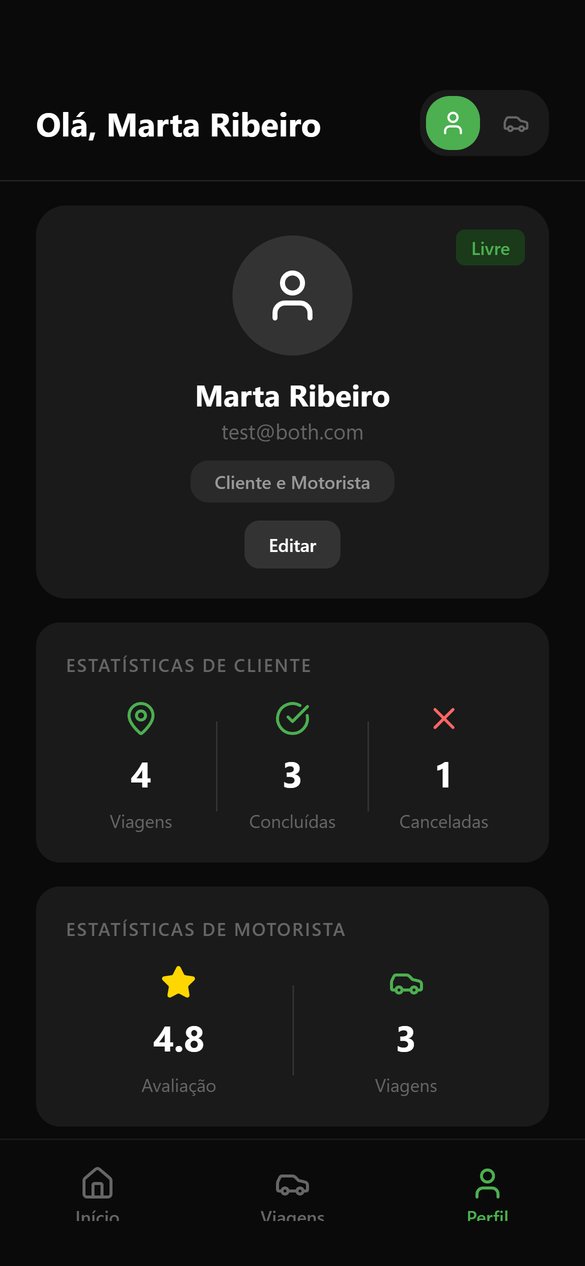 Olá, Marta Ribeiro
Livre
Marta Ribeiro
test@both.com
Cliente e Motorista
Editar
ESTATÍSTICAS DE CLIENTE
4
3
1
Viagens
Concluídas
Canceladas
ESTATÍSTICAS DE MOTORISTA
4.8
3
Avaliação
Viagens
Início
Viagens
Perfil